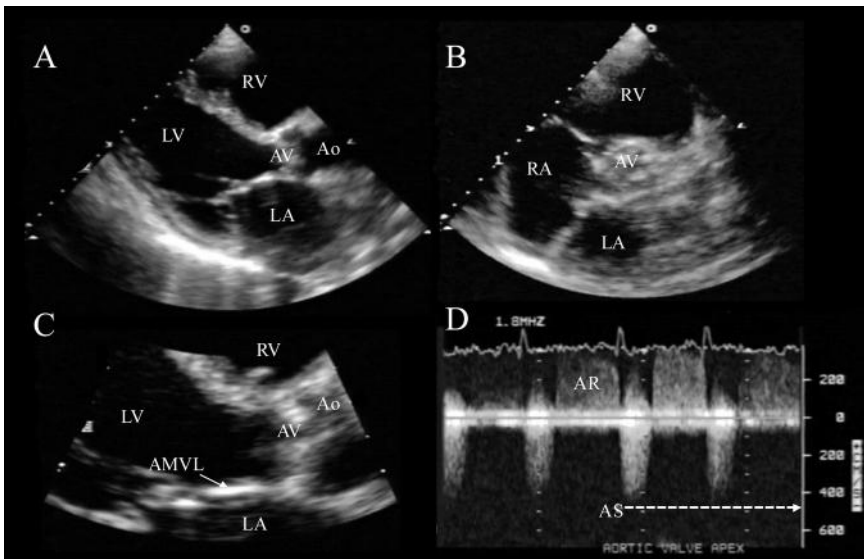 A
RV
LV
AV
Ao
LA
B
RV
AV
RA
LA
C
RV
LV
Ao
AV
AMVL
LA
D
1.8MHZ
AR
200
0
200
AS
400
600
AORTIC VALVE APEX